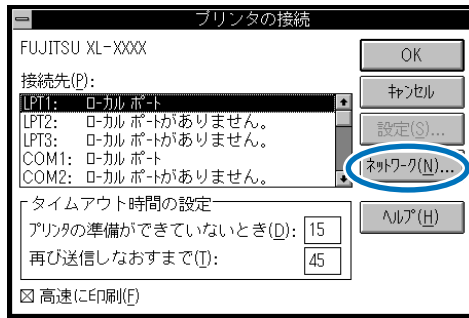 プリンタの接続
FUJITSU XL-XXXX
接続先(P):
LPT1: ローカル ポート
LPT2: ローカル ポートがありません。
LPT3: ローカル ポートがありません。
COM1: ローカル ポート
COM2: ローカル ポートがありません。
タイムアウト時間の設定
プリンタの準備ができていないとき(D): 15
再び送信しなおすまで(T): 45
高速に印刷(F)
OK
キャンセル
設定(S)...
ネットワーク(N)...
ヘルプ(H)